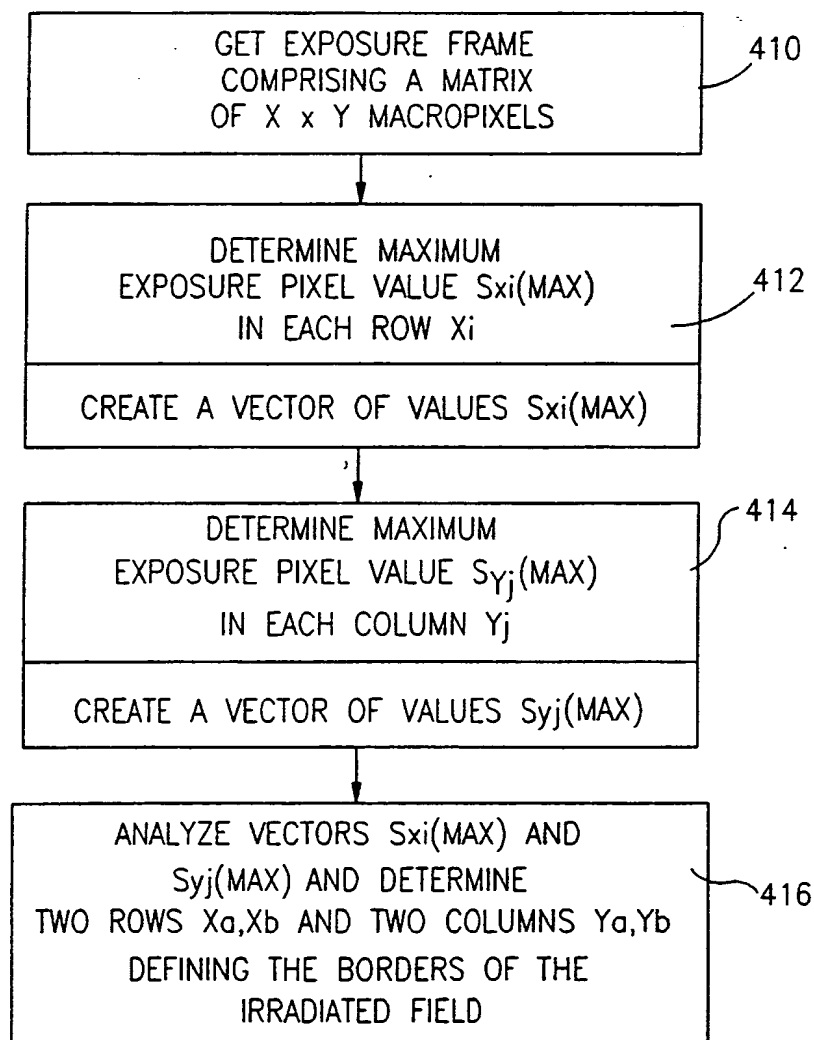 GET EXPOSURE FRAME
COMPRISING A MATRIX
OF X x Y MACROPIXELS
410
DETERMINE MAXIMUM
EXPOSURE PIXEL VALUE Sxi(MAX)
IN EACH ROW Xi
412
CREATE A VECTOR OF VALUES Sxi(MAX)
DETERMINE MAXIMUM
EXPOSURE PIXEL VALUE SYj(MAX)
IN EACH COLUMN Yj
414
CREATE A VECTOR OF VALUES Syj(MAX)
ANALYZE VECTORS Sxi(MAX) AND
Syj(MAX) AND DETERMINE
TWO ROWS Xa,Xb AND TWO COLUMNS Ya,Yb
DEFINING THE BORDERS OF THE
IRRADIATED FIELD
416